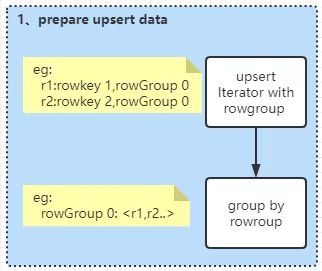 1、prepare upsert data
eg:
r1:rowkey 1,rowGroup 0
r2:rowkey 2,rowGroup 0
upsert
Iterator with
rowgroup
eg:
rowGroup 0: <r1,r2..>
group by
rowroup